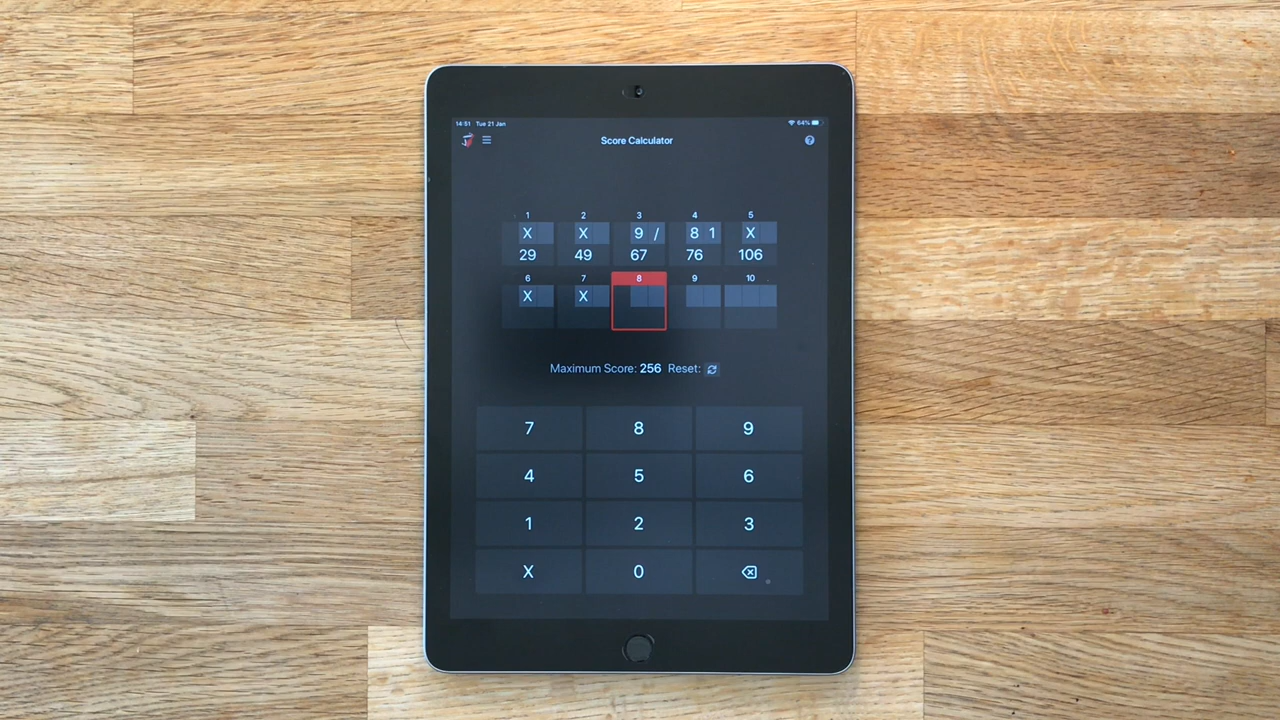 14:51 Tue 21 Jan 64%
Score Calculator
1 2 3 4 5
X X 9 / 8 1 X
29 49 67 76 106
6 7 8 9 10
X X
Maximum Score: 256 Reset:
7 8 9
4 5 6
1 2 3
X 0